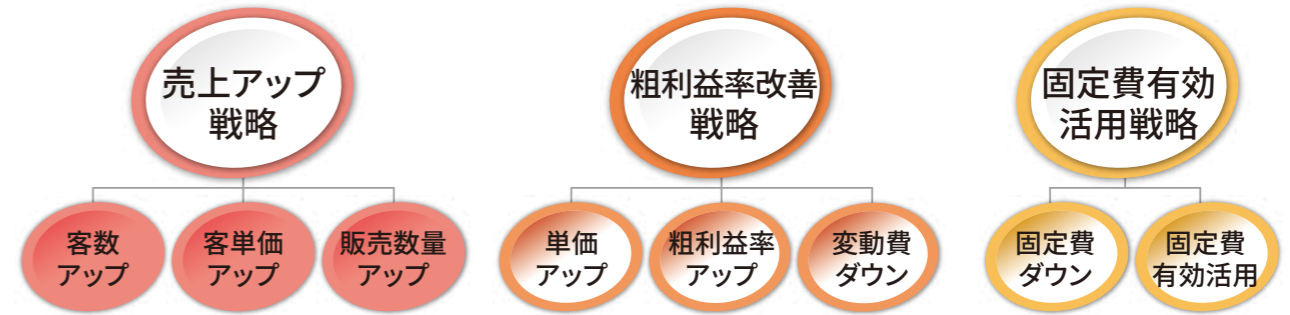 売上アップ
戦略
粗利益率改善
戦略
固定費有効
活用戦略
客数
アップ
客単価
アップ
販売数量
アップ
単価
アップ
粗利益率
アップ
変動費
ダウン
固定費
ダウン
固定費
有効活用